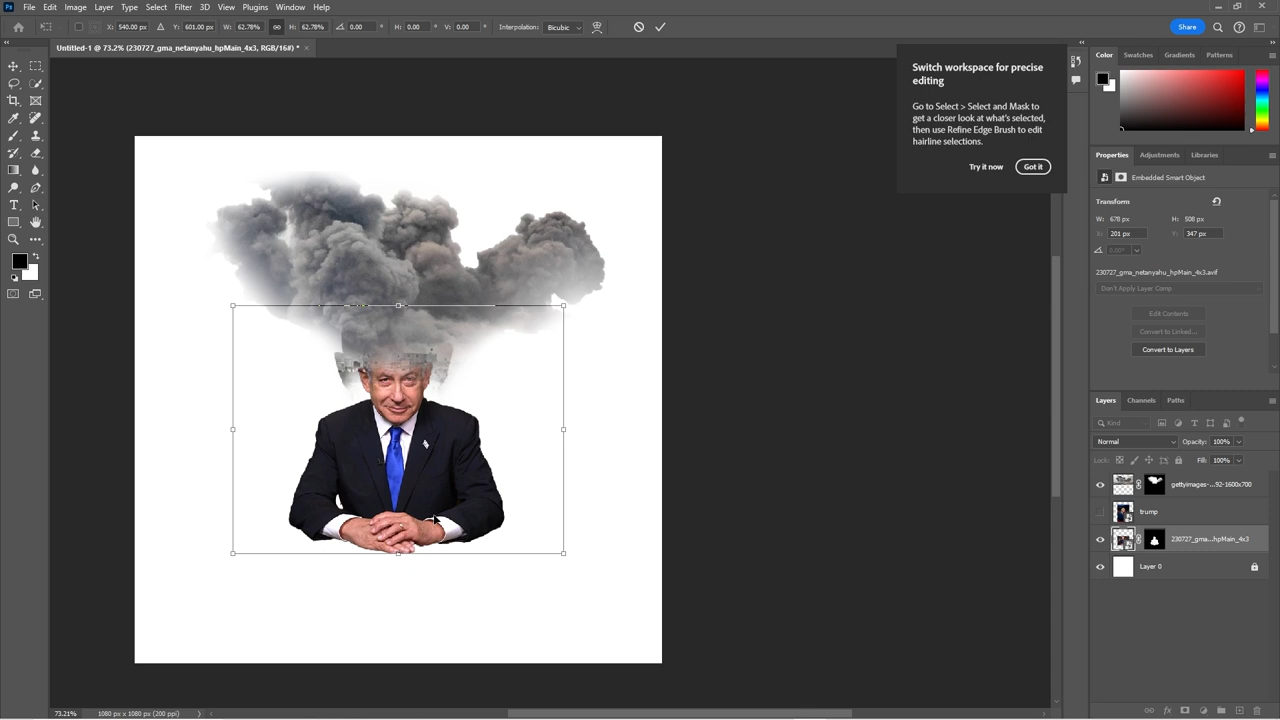 Ps File Edit Image Layer Type Select Filter 3D View Plugins Window Help
X: 540.00 px Y: 601.00 px W: 62.78% H: 62.78% 0.00 ° H: 0.00 ° V: 0.00 ° Interpolation: Bicubic Share
Untitled-1 @ 73.2% (230727_gma_netanyahu_hpMain_4x3, RGB/16#) * ×
Switch workspace for precise
editing
Go to Select > Select and Mask to
get a closer look at what's selected,
then use Refine Edge Brush to edit
hairline selections.
Try it now Got it
Color Swatches Gradients Patterns
Properties Adjustments Libraries
Embedded Smart Object
Transform
W: 678 px H: 508 px
X: 201 px Y: 347 px
0.00°
230727_gma_netanyahu_hpMain_4x3.avif
Don't Apply Layer Comp
Edit Contents
Convert to Linked...
Convert to Layers
Layers Channels Paths
Kind
Normal Opacity: 100%
Lock: Fill: 100%
gettyimages-...92-1600x700
trump
230727_gma...hpMain_4x3
Layer 0
73.21% 1080 px x 1080 px (200 ppi)